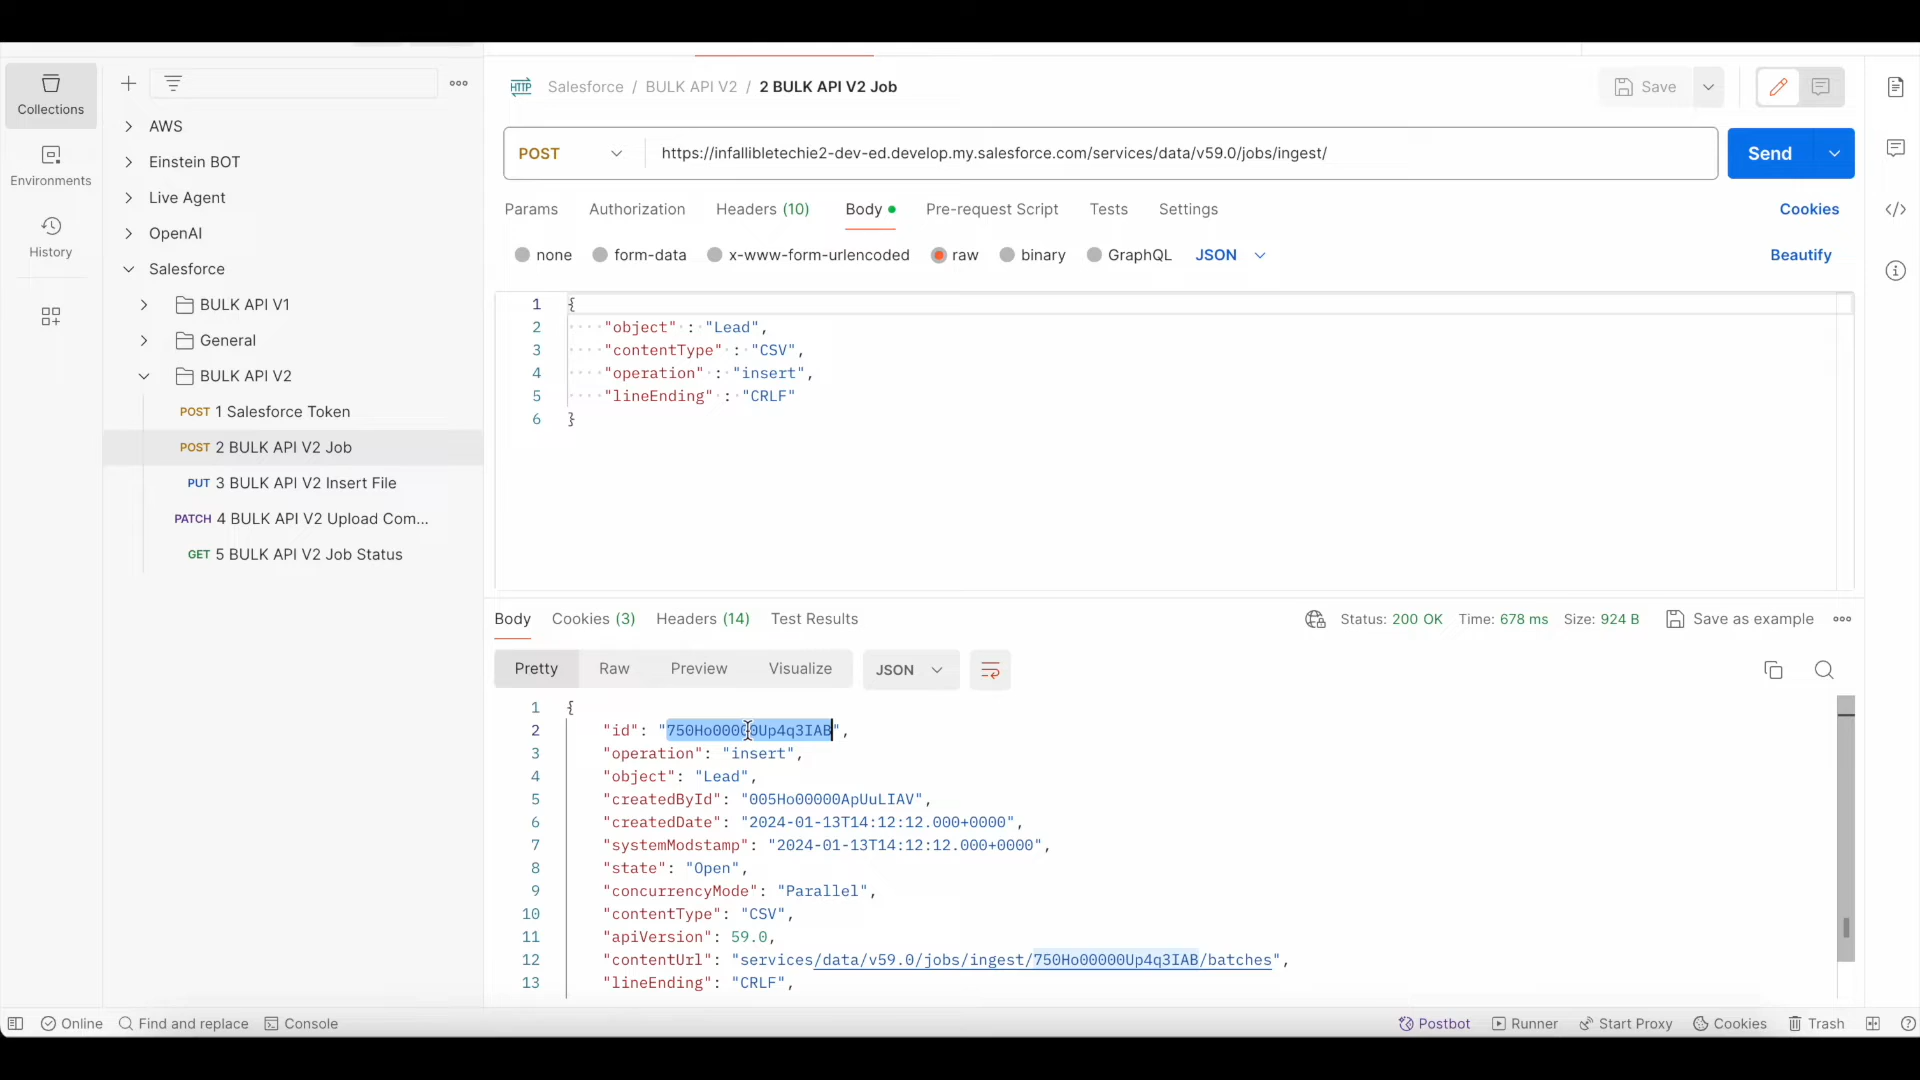 Collections
Environments
History
AWS
Einstein BOT
Live Agent
OpenAI
Salesforce
BULK API V1
General
BULK API V2
POST 1 Salesforce Token
POST 2 BULK API V2 Job
PUT 3 BULK API V2 Insert File
PATCH 4 BULK API V2 Upload Com...
GET 5 BULK API V2 Job Status
HTTP Salesforce / BULK API V2 / 2 BULK API V2 Job
Save
POST https://infallibletechie2-dev-ed.develop.my.salesforce.com/services/data/v59.0/jobs/ingest/ Send
Params Authorization Headers (10) Body Pre-request Script Tests Settings Cookies
none form-data x-www-form-urlencoded raw binary GraphQL JSON Beautify
1 {
2 "object" : "Lead",
3 "contentType" : "CSV",
4 "operation" : "insert",
5 "lineEnding" : "CRLF"
6 }
Body Cookies (3) Headers (14) Test Results Status: 200 OK Time: 678 ms Size: 924 B Save as example
Pretty Raw Preview Visualize JSON
1 {
2 "id": "750Ho00000Up4q3IAB",
3 "operation": "insert",
4 "object": "Lead",
5 "createdById": "005Ho00000ApUuLIAV",
6 "createdDate": "2024-01-13T14:12:12.000+0000",
7 "systemModstamp": "2024-01-13T14:12:12.000+0000",
8 "state": "Open",
9 "concurrencyMode": "Parallel",
10 "contentType": "CSV",
11 "apiVersion": 59.0,
12 "contentUrl": "services/data/v59.0/jobs/ingest/750Ho00000Up4q3IAB/batches",
13 "lineEnding": "CRLF",
Online Find and replace Console Postbot Runner Start Proxy Cookies Trash